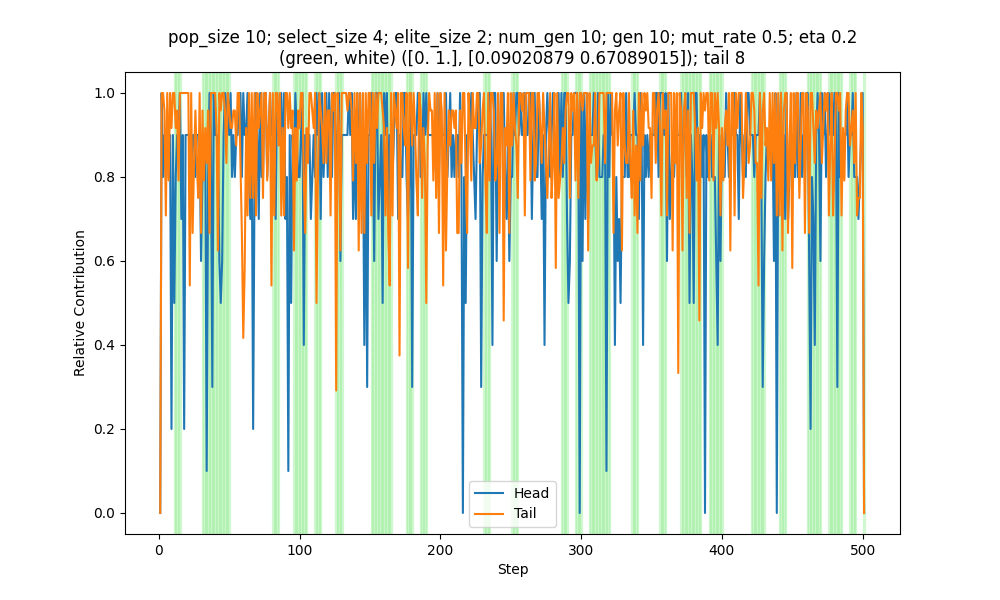 pop_size 10; select_size 4; elite_size 2; num_gen 10; gen 10; mut_rate 0.5; eta 0.2
(green, white) ([0. 1.], [0.09020879 0.67089015]); tail 8
Relative Contribution
1.0
0.8
0.6
0.4
0.2
0.0
Head
Tail
0 100 200 300 400 500
Step